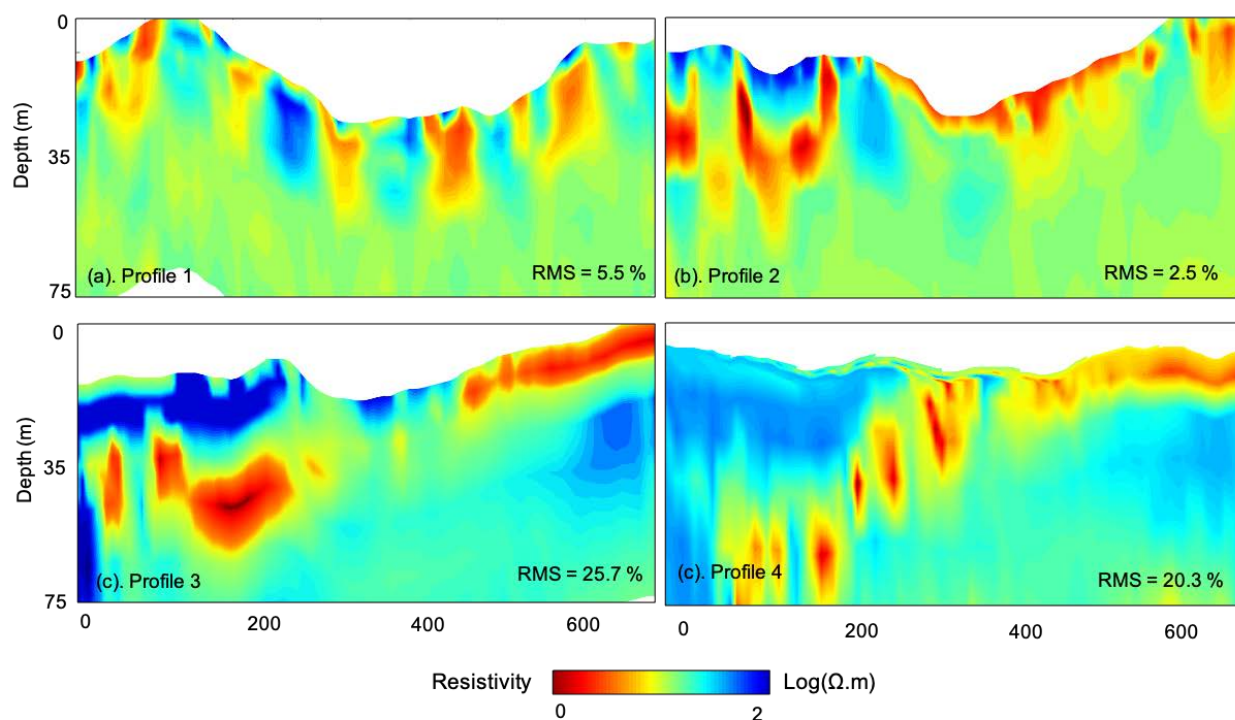 0
35
75
Depth (m)
(a). Profile 1
RMS = 5.5 %
(b). Profile 2
RMS = 2.5 %
0
35
75
Depth (m)
(c). Profile 3
RMS = 25.7 %
(c). Profile 4
RMS = 20.3 %
0 200 400 600
0 200 400 600
Resistivity Log(Ω.m)
0 2